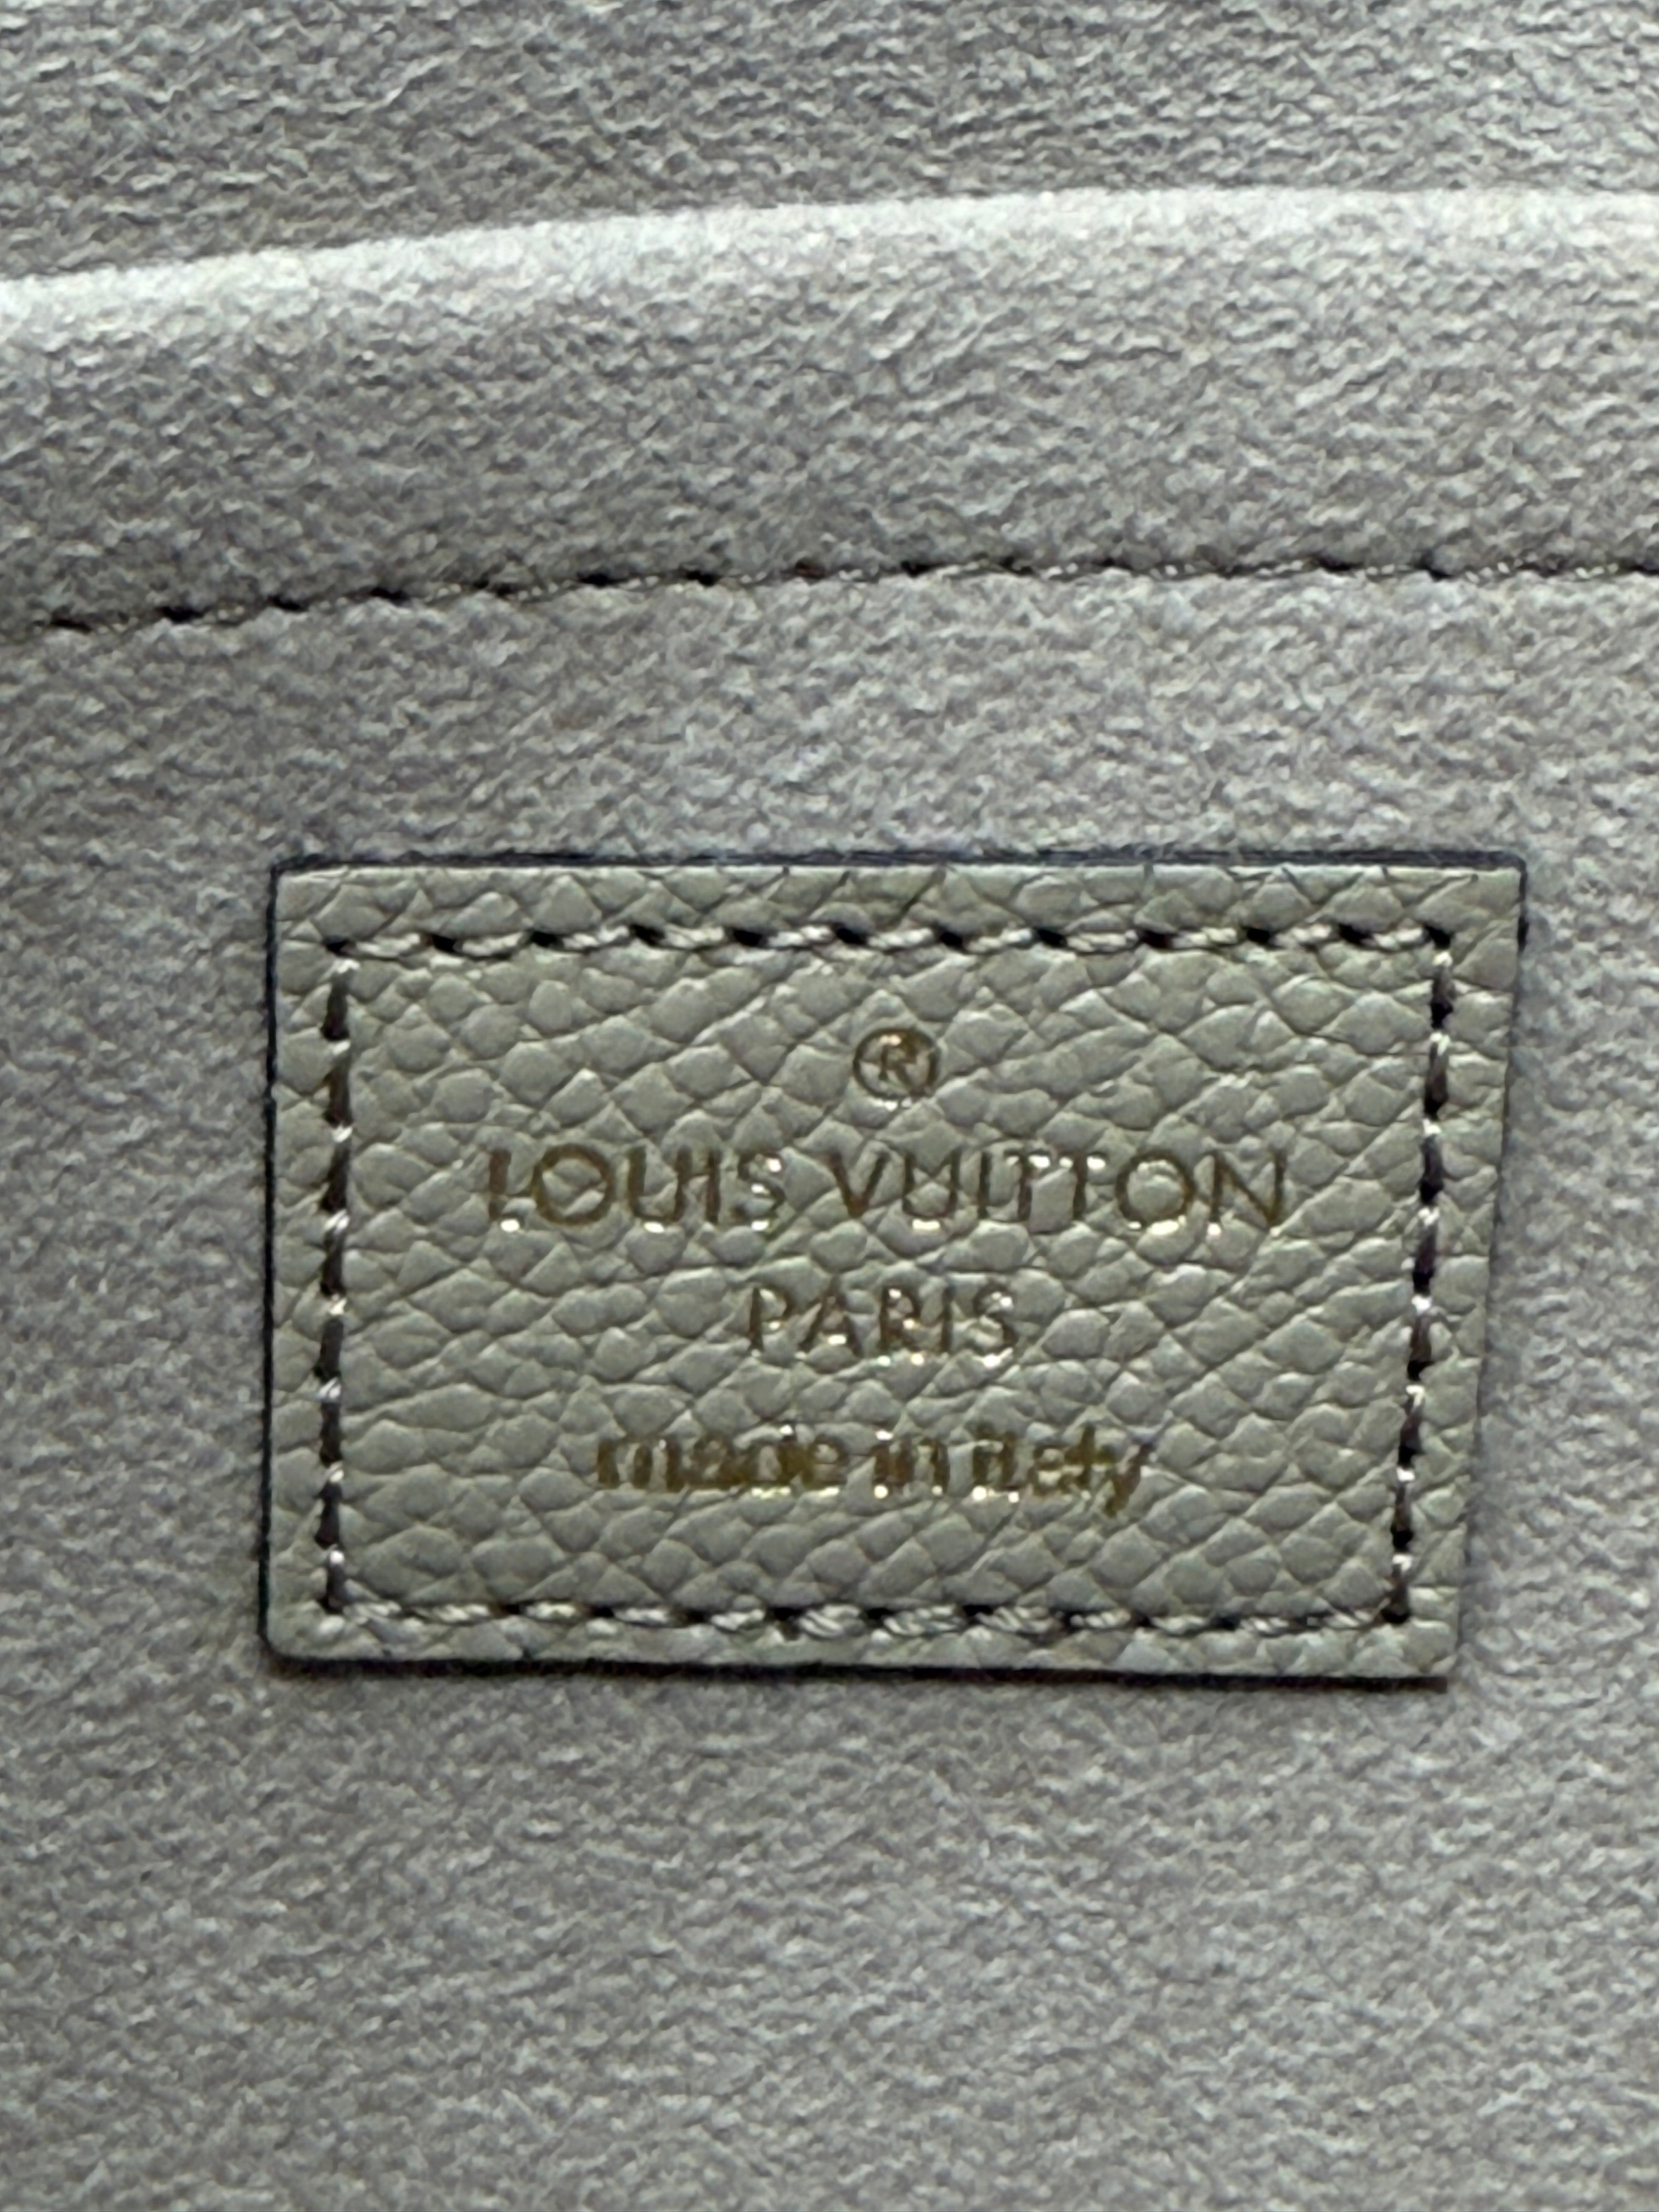 ®
LOUIS VUITTON
PARIS
made in italy